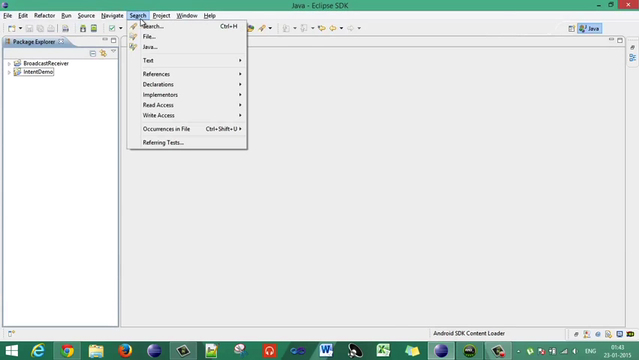 Java - Eclipse SDK
File Edit Refactor Run Source Navigate Search Project Window Help
Java
Package Explorer
BroadcastReceiver
IntentDemo
Search... Ctrl+H
File...
Java...
Text
References
Declarations
Implementors
Read Access
Write Access
Occurrences in File Ctrl+Shift+U
Referring Tests...
Android SDK Content Loader
W
ENG
01:43
23-01-2015